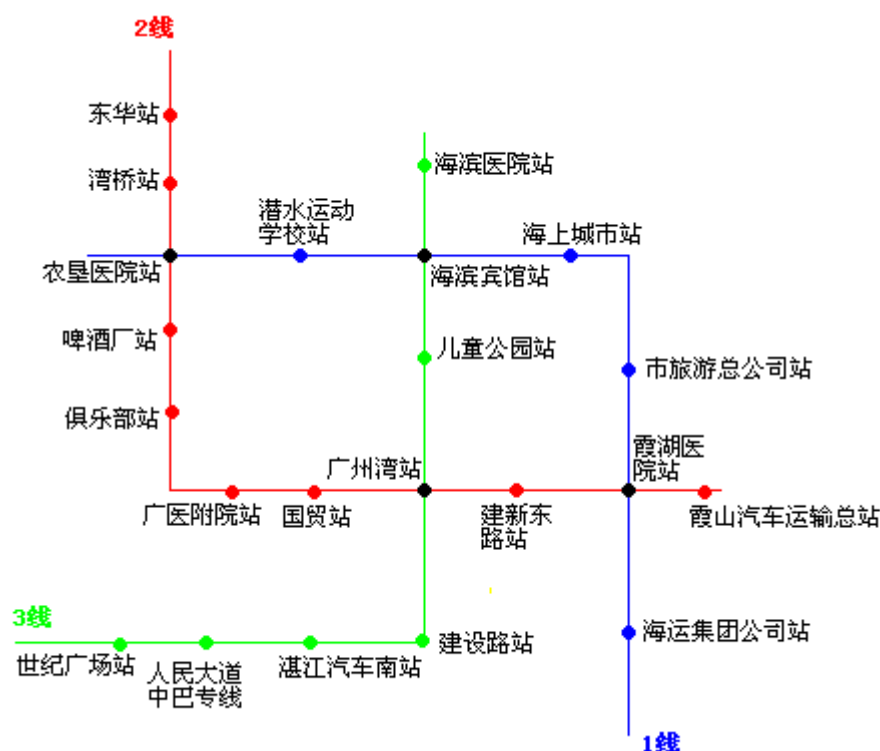 2线
东华站
海滨医院站
湾桥站
潜水运动
学校站
海上城市站
农垦医院站
海滨宾馆站
啤酒厂站
儿童公园站
市旅游总公司站
俱乐部站
广州湾站
霞湖医
院站
广医附院站
国贸站
建新东
路站
霞山汽车运输总站
3线
世纪广场站
人民大道
中巴专线
湛江汽车南站
建设路站
海运集团公司站
1线